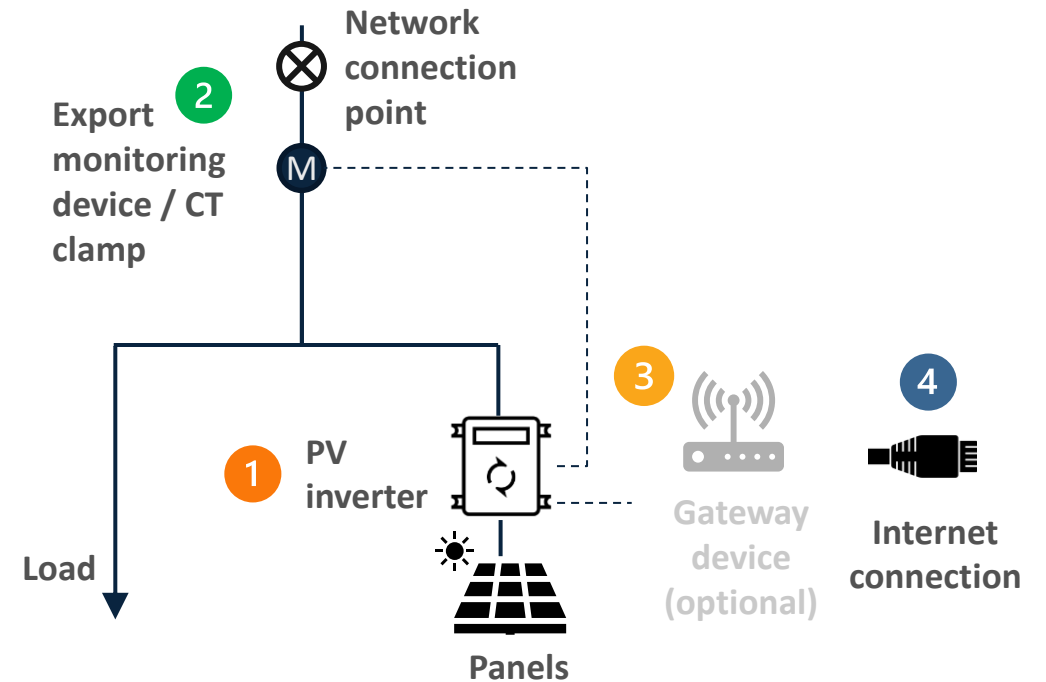 Network
connection
point
2
Export
monitoring
device / CT
clamp
M
3
4
1
PV
inverter
Gateway
device
(optional)
Internet
connection
Load
Panels